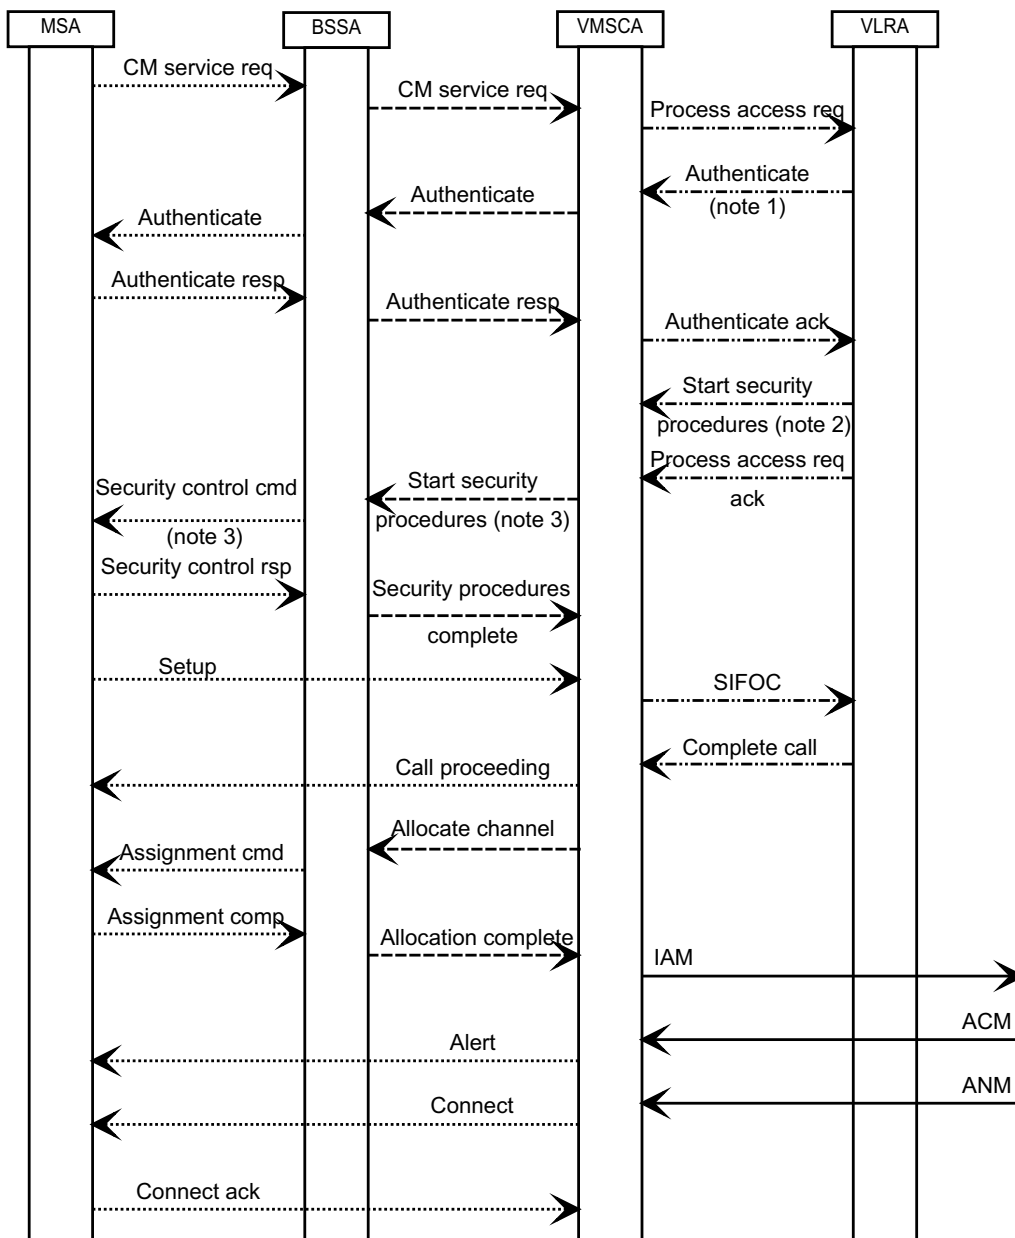 MSA
BSSA
VMSCA
VLRA
CM service req
CM service req
Process access req
Authenticate
(note 1)
Authenticate
Authenticate
Authenticate resp
Authenticate resp
Authenticate ack
Start security
procedures (note 2)
Process access req
ack
Start security
procedures (note 3)
Security control cmd
(note 3)
Security control rsp
Security procedures
complete
Setup
SIFOC
Complete call
Call proceeding
Allocate channel
Assignment cmd
Assignment comp
Allocation complete
IAM
ACM
Alert
ANM
Connect
Connect ack